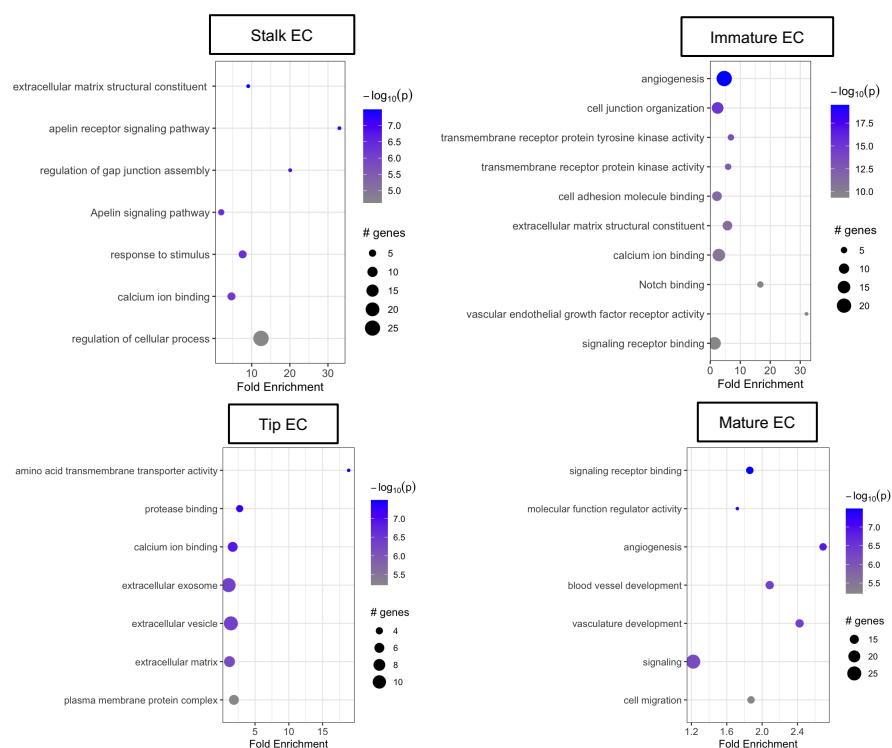 Stalk EC
extracellular matrix structural constituent
apelin receptor signaling pathway
regulation of gap junction assembly
Apelin signaling pathway
response to stimulus
calcium ion binding
regulation of cellular process
10 20 30
Fold Enrichment
−log₁₀(p)
7.0
6.5
6.0
5.5
5.0
# genes
5
10
15
20
25
Immature EC
angiogenesis
cell junction organization
transmembrane receptor protein tyrosine kinase activity
transmembrane receptor protein kinase activity
cell adhesion molecule binding
extracellular matrix structural constituent
calcium ion binding
Notch binding
vascular endothelial growth factor receptor activity
signaling receptor binding
0 10 20 30
Fold Enrichment
−log₁₀(p)
17.5
15.0
12.5
10.0
# genes
5
10
15
20
Tip EC
amino acid transmembrane transporter activity
protease binding
calcium ion binding
extracellular exosome
extracellular vesicle
extracellular matrix
plasma membrane protein complex
5 15
Fold Enrichment
−log₁₀(p)
7.0
6.5
6.0
5.5
# genes
4
6
8
10
Mature EC
signaling receptor binding
molecular function regulator activity
angiogenesis
blood vessel development
vasculature development
signaling
cell migration
1.2 1.6 2.0 2.4
Fold Enrichment
−log₁₀(p)
7.0
6.5
6.0
5.5
# genes
15
20
25